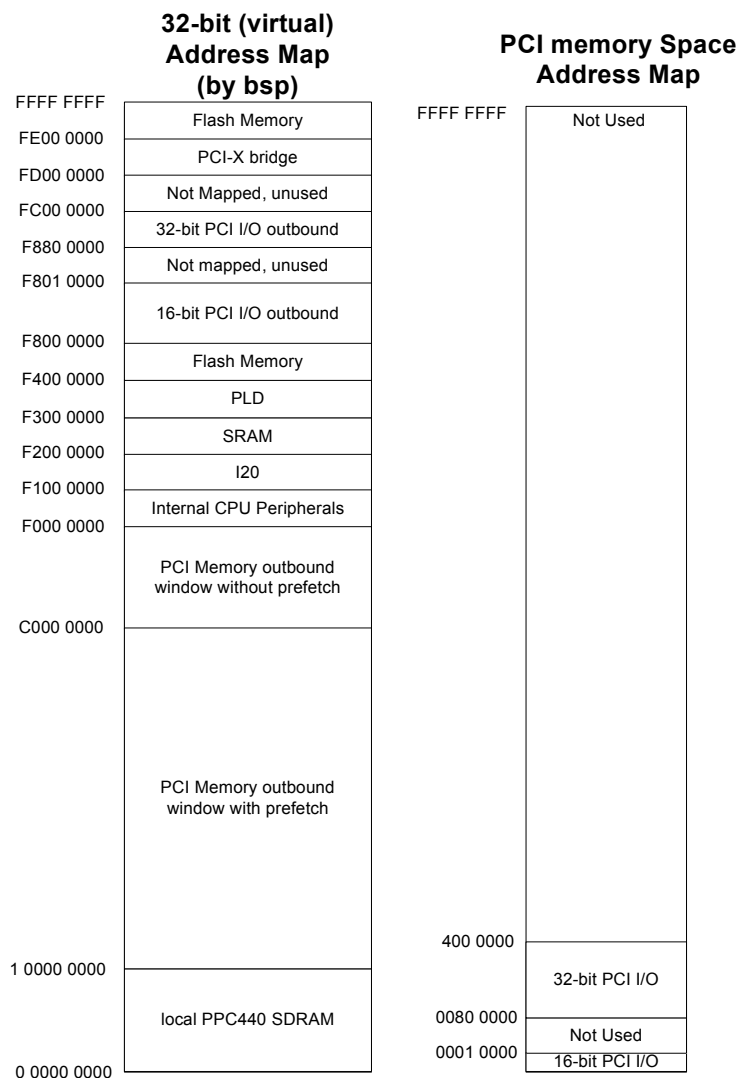 32-bit (virtual)
Address Map
(by bsp)
FFFF FFFF
Flash Memory
FE00 0000
PCI-X bridge
FD00 0000
Not Mapped, unused
FC00 0000
32-bit PCI I/O outbound
F880 0000
Not mapped, unused
F801 0000
16-bit PCI I/O outbound
F800 0000
Flash Memory
F400 0000
PLD
F300 0000
SRAM
F200 0000
I20
F100 0000
Internal CPU Peripherals
F000 0000
PCI Memory outbound
window without prefetch
C000 0000
PCI Memory outbound
window with prefetch
1 0000 0000
local PPC440 SDRAM
0 0000 0000
PCI memory Space
Address Map
FFFF FFFF
Not Used
400 0000
32-bit PCI I/O
0080 0000
Not Used
0001 0000
16-bit PCI I/O